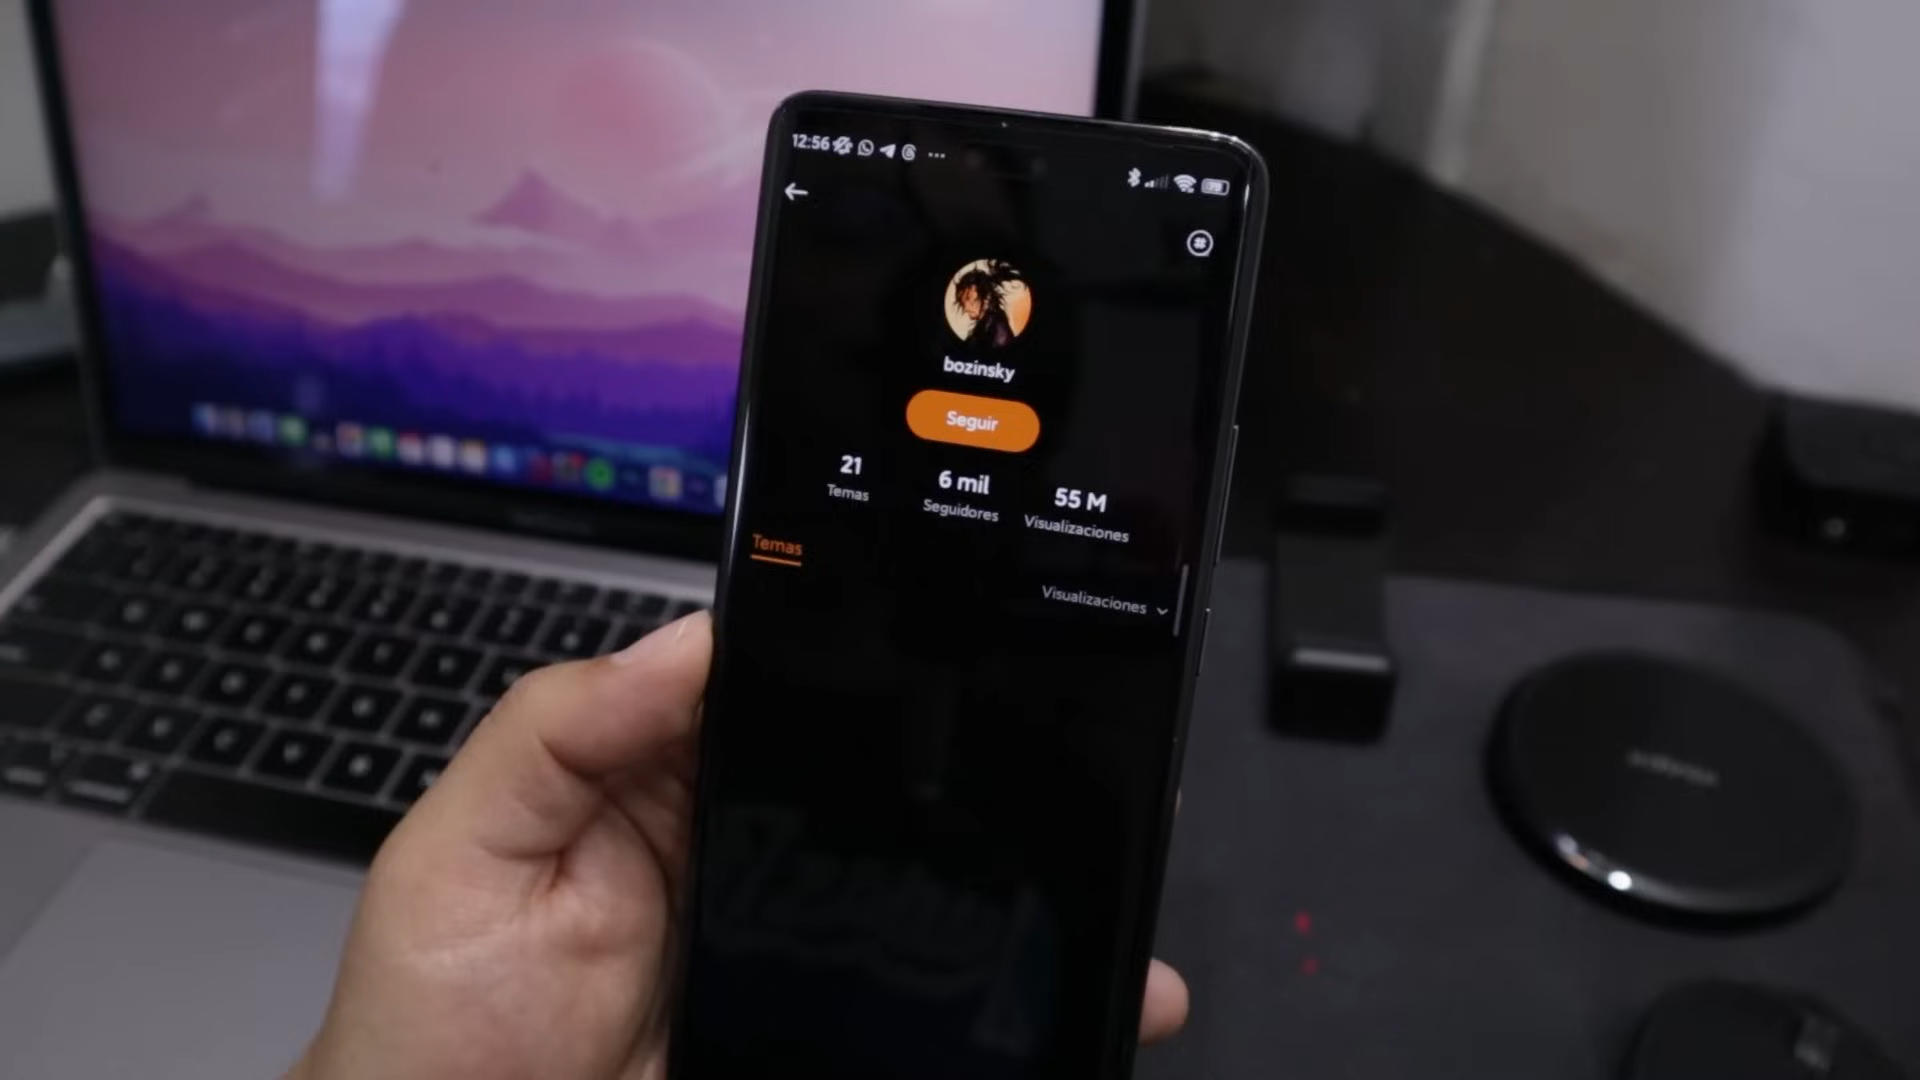 12:56
bozinsky
Seguir
21
Temas
6 mil
Seguidores
55 M
Visualizaciones
Temas
Visualizaciones